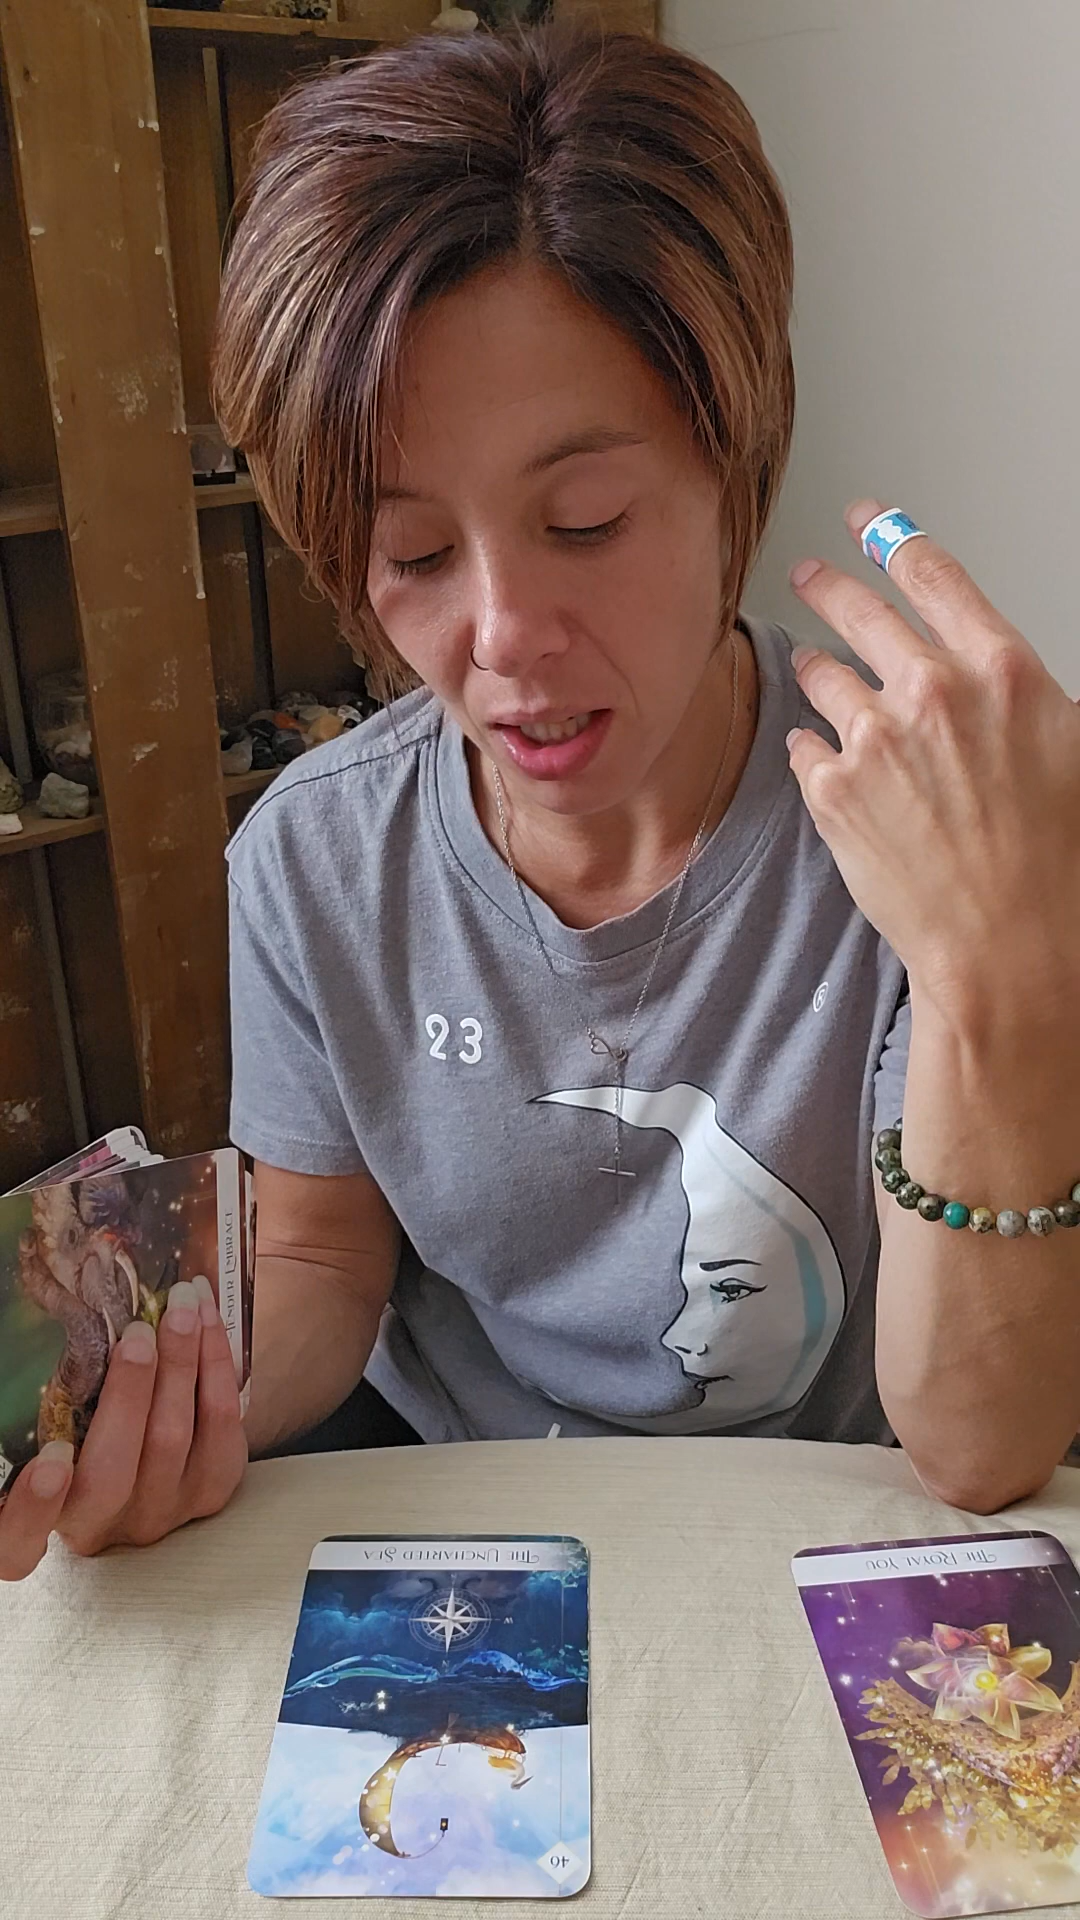 23
®
TENDER EMBRACE
THE UNCHARTED SEA
W
46
THE ROYAL YOU